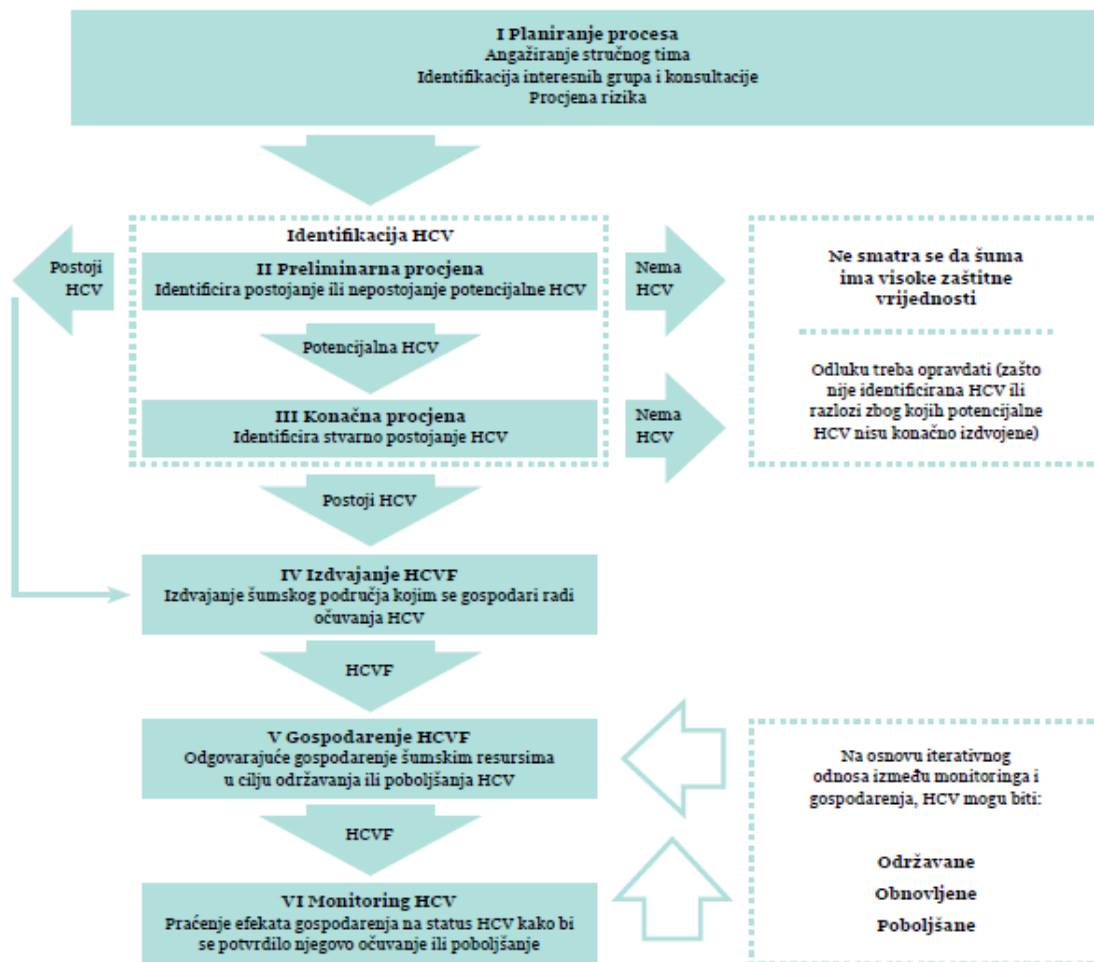 I Planiranje procesa
Angažiranje stručnog tima
Identifikacija interesnih grupa i konsultacije
Procjena rizika
Identifikacija HCV
Postoji
HCV
II Preliminarna procjena
Identificira postojanje ili nepostojanje potencijalne HCV
Nema
HCV
Ne smatra se da šuma
ima visoke zaštitne
vrijednosti
Potencijalna HCV
III Konačna procjena
Identificira stvarno postojanje HCV
Nema
HCV
Odluku treba opravdati (zašto
nije identificirana HCV ili
razlozi zbog kojih potencijalne
HCV nisu konačno izdvojene)
Postoji HCV
IV Izdvajanje HCVF
Izdvajanje šumskog područja kojim se gospodari radi
očuvanja HCV
HCVF
V Gospodarenje HCVF
Odgovarajuće gospodarenje šumskim resursima
u cilju održavanja ili poboljšanja HCV
HCVF
VI Monitoring HCV
Praćenje efekata gospodarenja na status HCV kako bi
se potvrdilo njegovo očuvanje ili poboljšanje
Na osnovu iterativnog
odnosa između monitoringa i
gospodarenja, HCV mogu biti:
Održavane
Obnovljene
Poboljšane